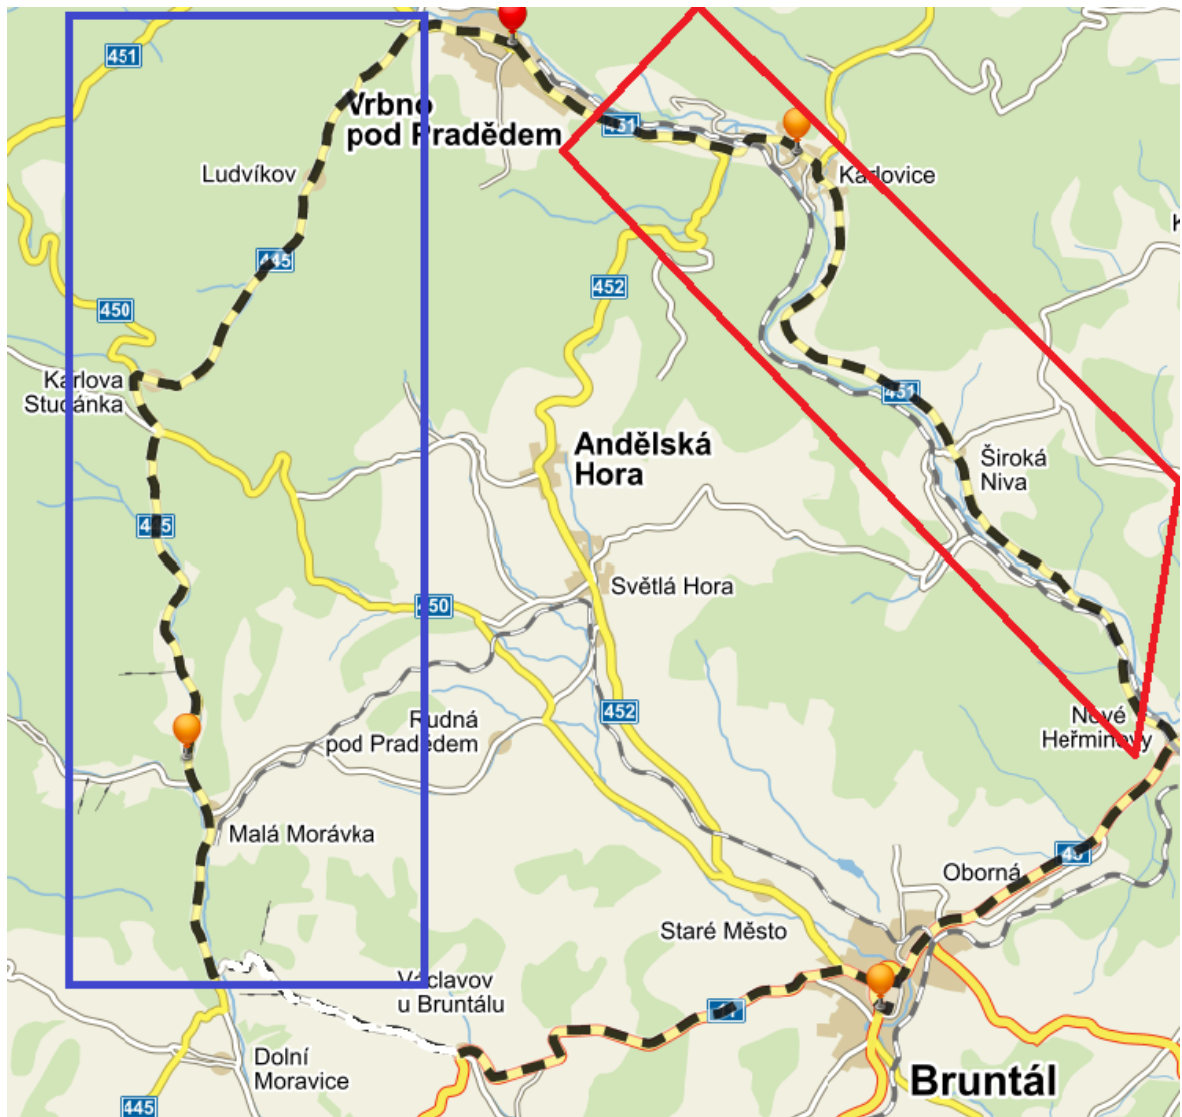 451
Vrbno
pod Pradědem
451
Ludvíkov
Karlovice
K
445
452
450
Karlova
Studánka
451
Andělská
Hora
Široká
Niva
445
Světlá Hora
450
452
Rudná
pod Pradědem
Nové
Heřminovy
Malá Morávka
45
Oborná
Staré Město
Václavov
u Bruntálu
11
Dolní
Moravice
Bruntál
445